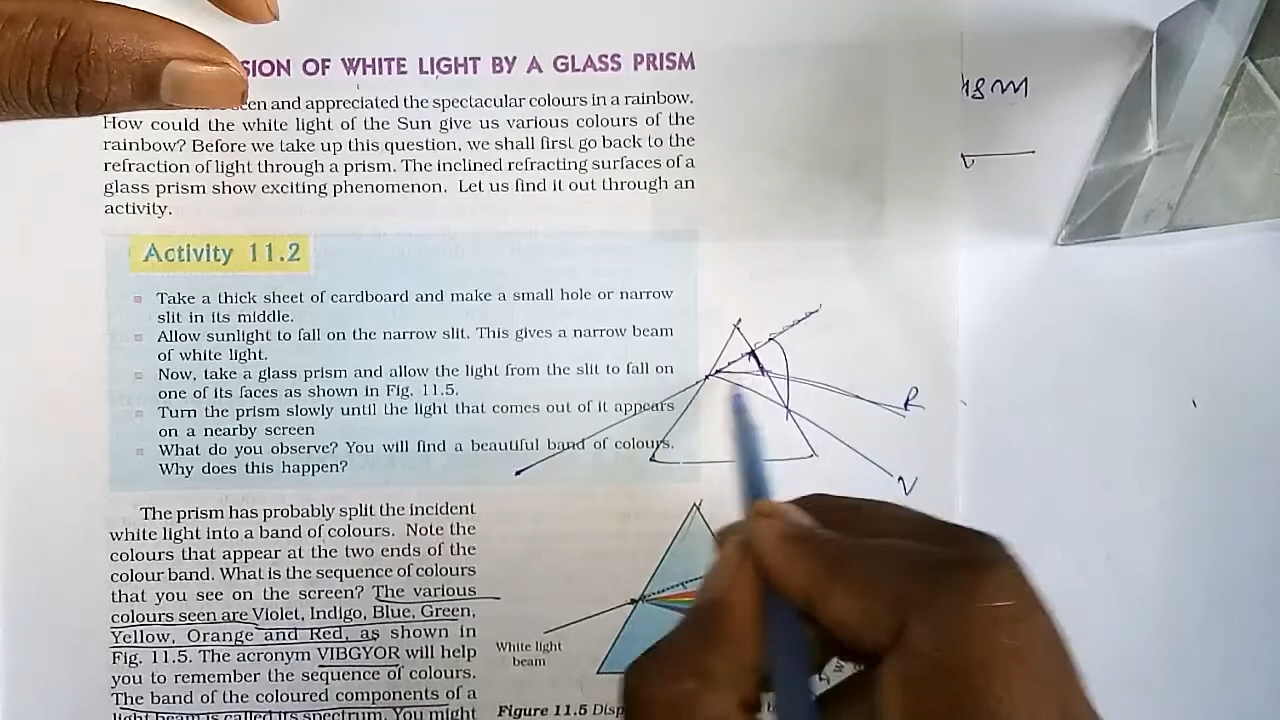 SION OF WHITE LIGHT BY A GLASS PRISM
een and appreciated the spectacular colours in a rainbow.
How could the white light of the Sun give us various colours of the
rainbow? Before we take up this question, we shall first go back to the
refraction of light through a prism. The inclined refracting surfaces of a
glass prism show exciting phenomenon. Let us find it out through an
activity.
Activity 11.2
Take a thick sheet of cardboard and make a small hole or narrow
slit in its middle.
Allow sunlight to fall on the narrow slit. This gives a narrow beam
of white light.
Now, take a glass prism and allow the light from the slit to fall on
one of its faces as shown in Fig. 11.5.
Turn the prism slowly until the light that comes out of it appears
on a nearby screen
What do you observe? You will find a beautiful band of colours.
Why does this happen?
R
V
The prism has probably split the incident
white light into a band of colours. Note the
colours that appear at the two ends of the
colour band. What is the sequence of colours
that you see on the screen? The various
colours seen are Violet, Indigo, Blue, Green,
Yellow, Orange and Red, as shown in
Fig. 11.5. The acronym VIBGYOR will help
you to remember the sequence of colours.
The band of the coloured components of a
light beam is called its spectrum. You might
White light
beam
Figure 11.5 Disp